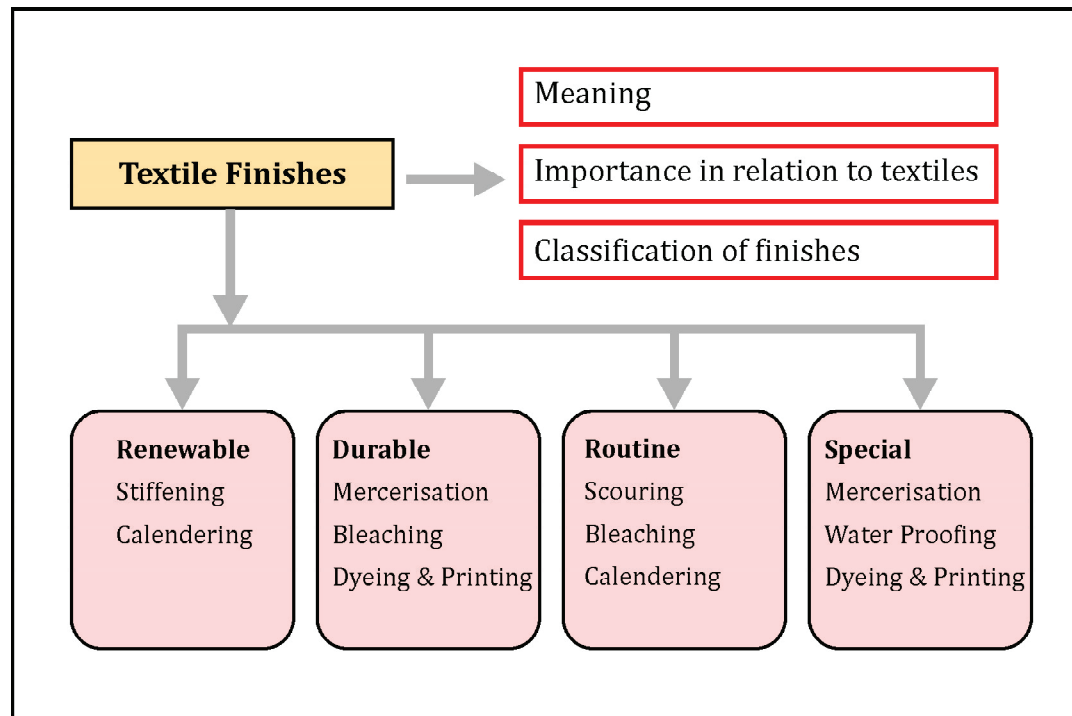 Textile Finishes
Meaning
Importance in relation to textiles
Classification of finishes
Renewable
Stiffening
Calendering
Durable
Mercerisation
Bleaching
Dyeing & Printing
Routine
Scouring
Bleaching
Calendering
Special
Mercerisation
Water Proofing
Dyeing & Printing